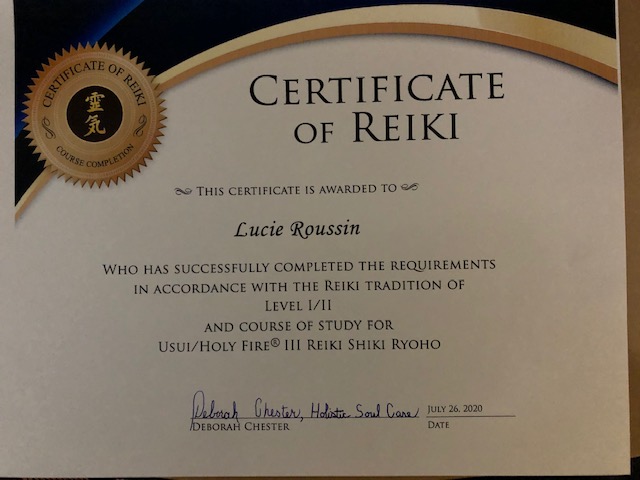 CERTIFICATE OF REIKI
靈
気
COURSE COMPLETION
CERTIFICATE
OF REIKI
THIS CERTIFICATE IS AWARDED TO
Lucie Roussin
WHO HAS SUCCESSFULLY COMPLETED THE REQUIREMENTS
IN ACCORDANCE WITH THE REIKI TRADITION OF
LEVEL I/II
AND COURSE OF STUDY FOR
USUI/HOLY FIRE® III REIKI SHIKI RYOHO
Deborah Chester, Holistic Soul Care JULY 26, 2020
DEBORAH CHESTER DATE